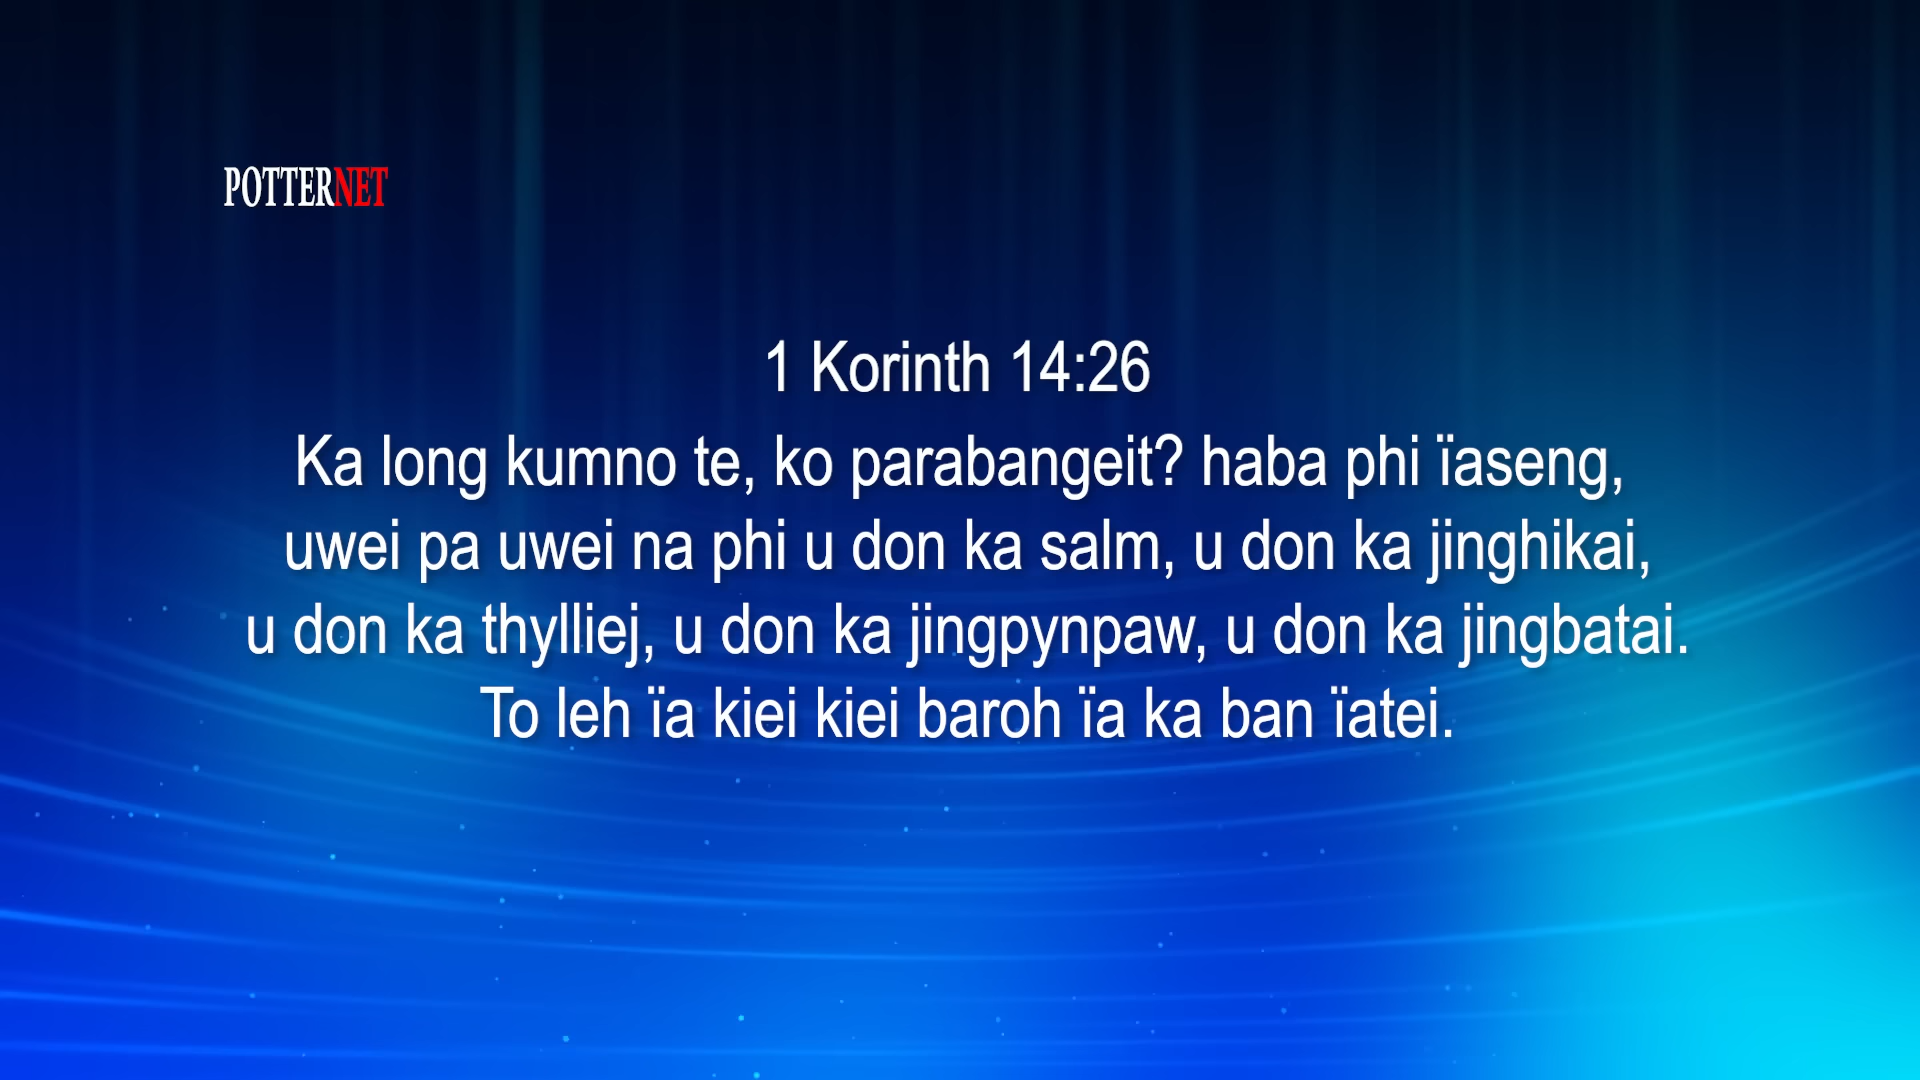 POTTERNET
1 Korinth 14:26
Ka long kumno te, ko parabangeit? haba phi ïaseng,
uwei pa uwei na phi u don ka salm, u don ka jinghikai,
u don ka thylliej, u don ka jingpynpaw, u don ka jingbatai.
To leh ïa kiei kiei baroh ïa ka ban ïatei.